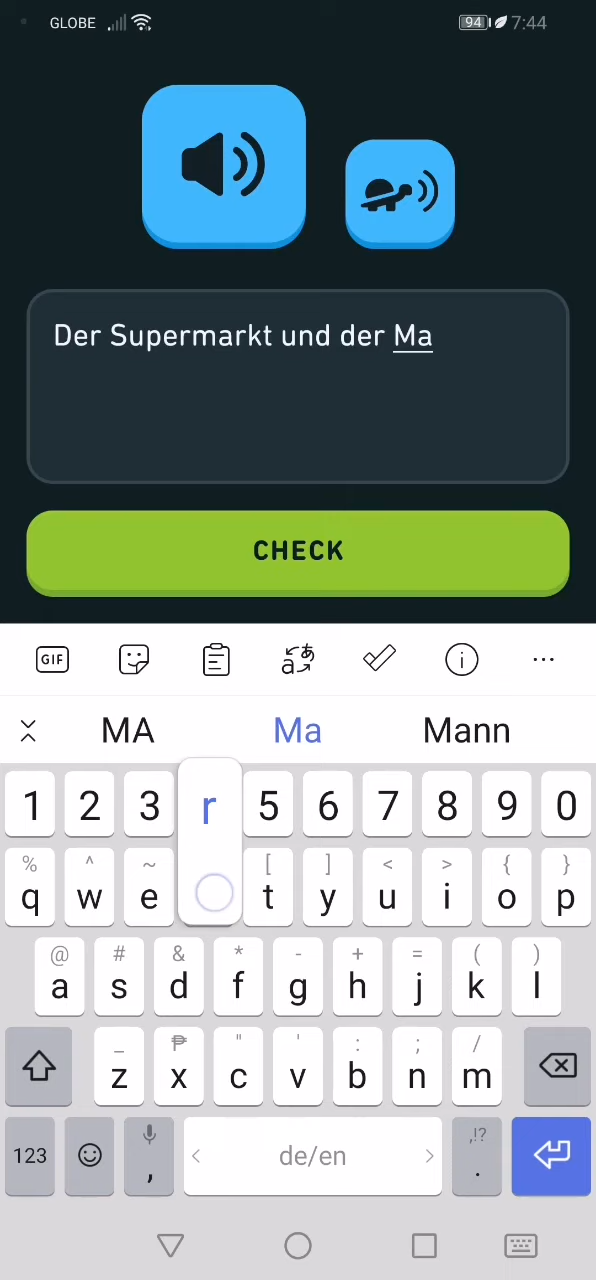 GLOBE 94 7:44
Der Supermarkt und der Ma
CHECK
GIF
MA Ma Mann
1 2 3 r 5 6 7 8 9 0
% ^ ~ [ ] < > { }
q w e t y u i o p
@ # & * - + = ( )
a s d f g h j k l
_ ₱ " ' : ; /
z x c v b n m
123 , < de/en > ,!? .